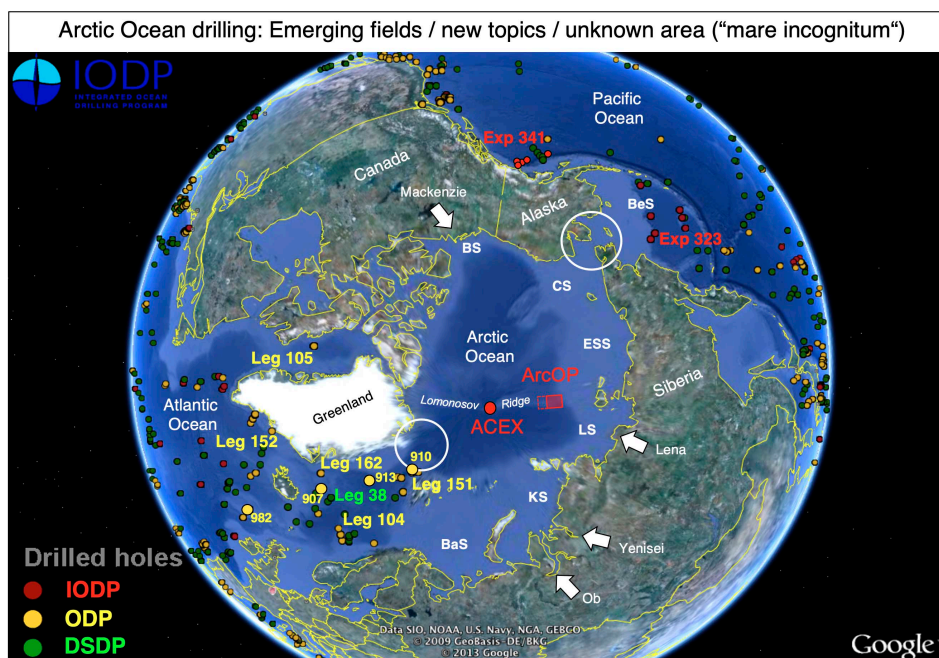 Arctic Ocean drilling: Emerging fields / new topics / unknown area (“mare incognitum“)
IODP
INTEGRATED OCEAN
DRILLING PROGRAM
Pacific
Ocean
Exp 341
Canada
Mackenzie
Alaska
BeS
Exp 323
BS
CS
Arctic
Ocean
ESS
Leg 105
ArcOP
Siberia
Greenland
Lomonosov
Ridge
Atlantic
Ocean
ACEX
LS
Leg 152
Lena
910
Leg 162
913
Leg 151
907
Leg 38
KS
982
Leg 104
BaS
Yenisei
Ob
Drilled holes
IODP
ODP
DSDP
Data SIO, NOAA, U.S. Navy, NGA, GEBCO
© 2009 GeoBasis-DE/BKG
© 2013 Google
Google